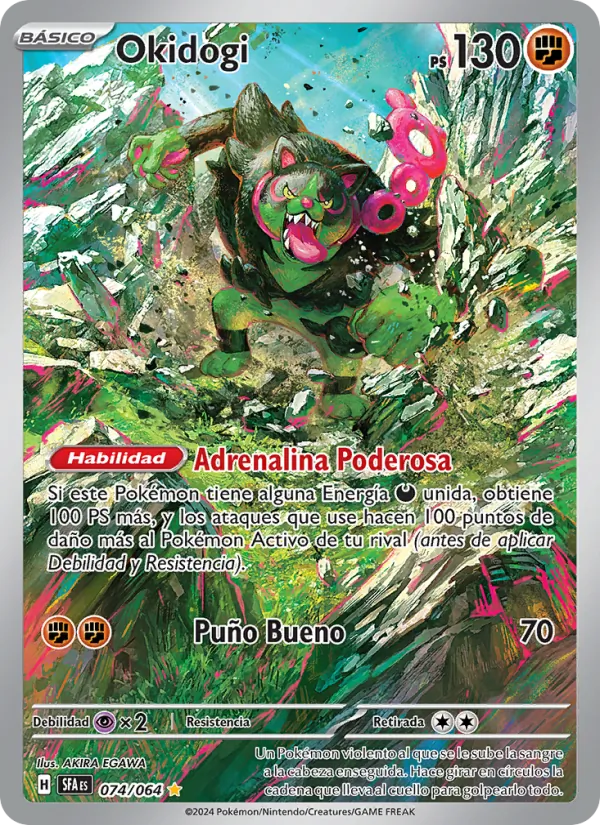 BÁSICO
Okidogi
PS 130
Habilidad Adrenalina Poderosa
Si este Pokémon tiene alguna Energía unida, obtiene
100 PS más, y los ataques que use hacen 100 puntos de
daño más al Pokémon Activo de tu rival (antes de aplicar
Debilidad y Resistencia).
Puño Bueno 70
Debilidad ×2 Resistencia Retirada
Ilus. AKIRA EGAWA
Un Pokémon violento al que se le sube la sangre
a la cabeza enseguida. Hace girar en círculos la
cadena que lleva al cuello para golpearlo todo.
H SFA ES 074/064
©2024 Pokémon/Nintendo/Creatures/GAME FREAK